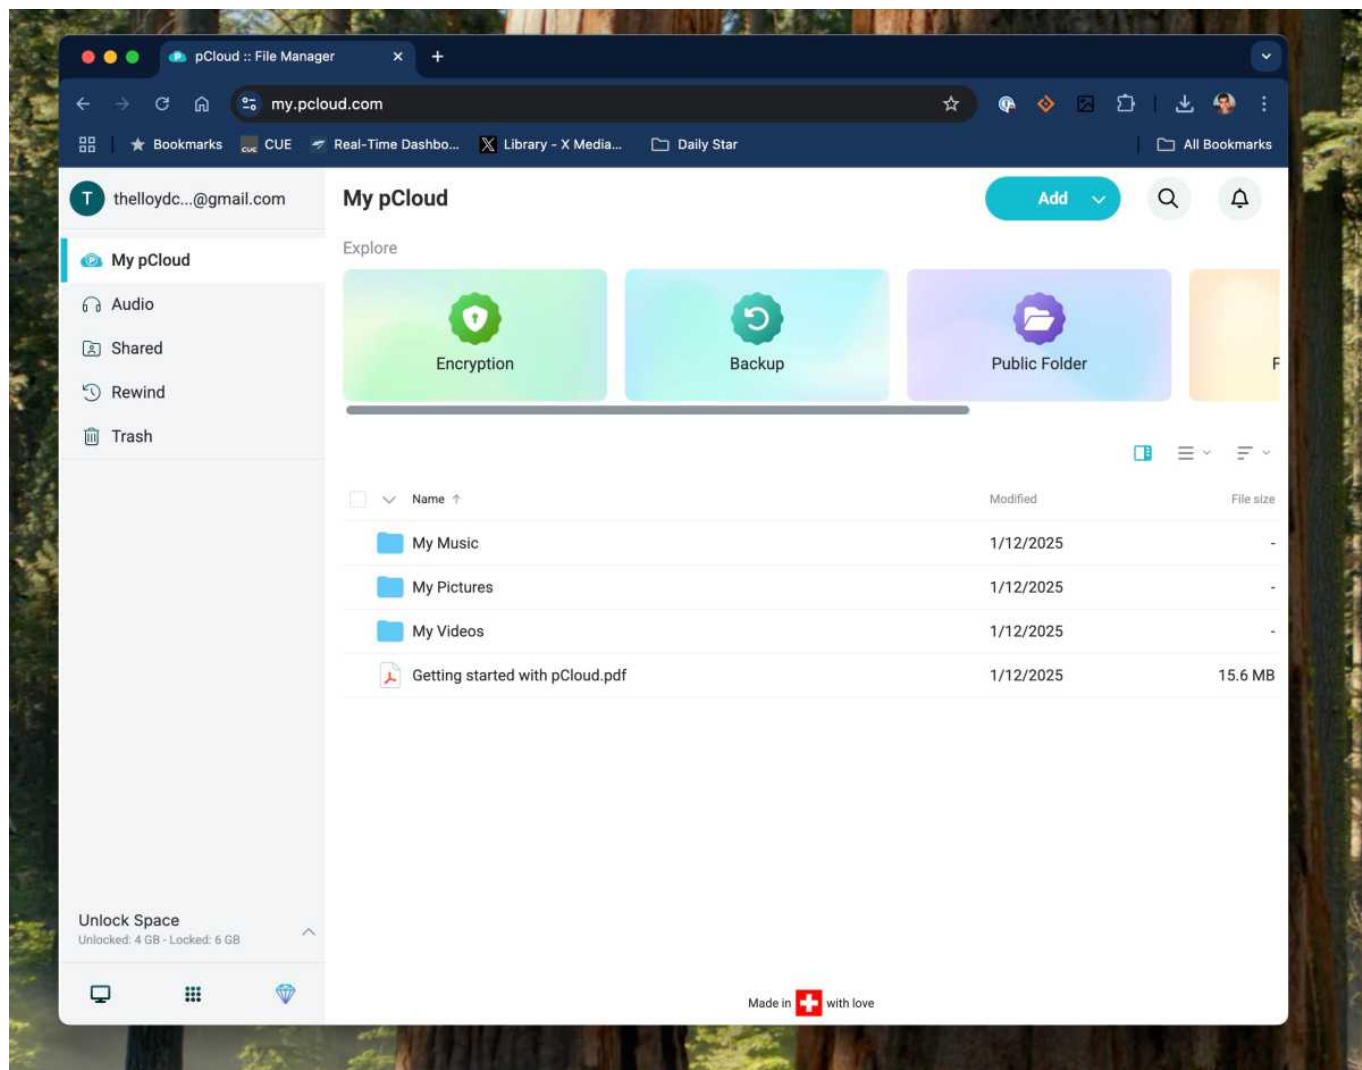 pCloud :: File Manager
my.pcloud.com
Bookmarks
CUE
Real-Time Dashbo...
Library - X Media...
Daily Star
All Bookmarks
T
thelloydc...@gmail.com
My pCloud
Audio
Shared
Rewind
Trash
Unlock Space
Unlocked: 4 GB - Locked: 6 GB
My pCloud
Add
Explore
Encryption
Backup
Public Folder
F
Name
Modified
File size
My Music
1/12/2025
-
My Pictures
1/12/2025
-
My Videos
1/12/2025
-
Getting started with pCloud.pdf
1/12/2025
15.6 MB
Made in
with love